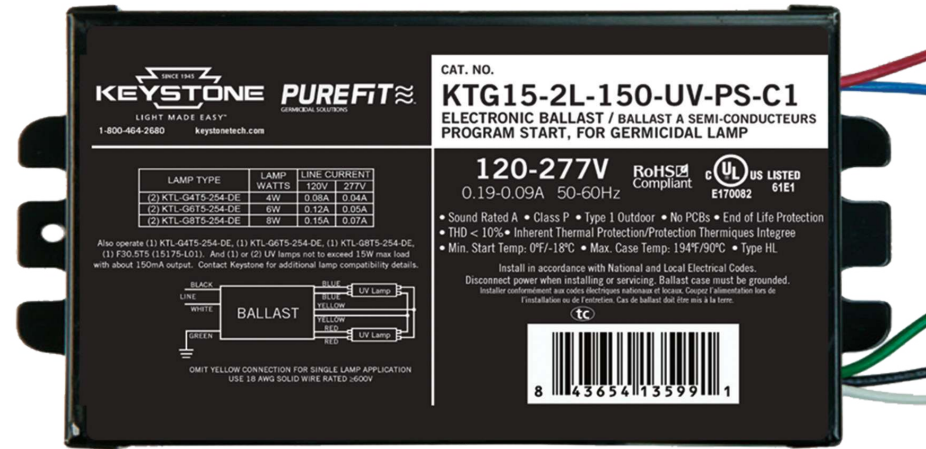 SINCE 1945
KEYSTONE
LIGHT MADE EASY™
1-800-464-2680 keystonetech.com
PUREFIT
GERMICIDAL SOLUTIONS
CAT. NO.
KTG15-2L-150-UV-PS-C1
ELECTRONIC BALLAST / BALLAST A SEMI-CONDUCTEURS
PROGRAM START, FOR GERMICIDAL LAMP
LAMP TYPE LAMP WATTS LINE CURRENT
120V 277V
(2) KTL-G4T5-254-DE 4W 0.08A 0.04A
(2) KTL-G6T5-254-DE 6W 0.12A 0.05A
(2) KTL-G8T5-254-DE 8W 0.15A 0.07A
Also operate (1) KTL-G4T5-254-DE, (1) KTL-G6T5-254-DE, (1) KTL-G8T5-254-DE,
(1) F30.5T5 (15175-L01). And (1) or (2) UV lamps not to exceed 15W max load
with about 150mA output. Contact Keystone for additional lamp compatibility details.
BLACK
LINE
WHITE
GREEN
BALLAST
BLUE
BLUE
YELLOW
YELLOW
RED
RED
UV Lamp
UV Lamp
OMIT YELLOW CONNECTION FOR SINGLE LAMP APPLICATION
USE 18 AWG SOLID WIRE RATED ≥600V
120-277V
0.19-0.09A 50-60Hz
RoHS
Compliant
C UL US LISTED
E170082 61E1
• Sound Rated A • Class P • Type 1 Outdoor • No PCBs • End of Life Protection
• THD < 10% • Inherent Thermal Protection/Protection Thermiques Integree
• Min. Start Temp: 0°F/-18°C • Max. Case Temp: 194°F/90°C • Type HL
Install in accordance with National and Local Electrical Codes.
Disconnect power when installing or servicing. Ballast case must be grounded.
Installer conformément aux codes électriques nationaux et locaux. Coupez l'alimentation lors de
l'installation ou de l'entretien. Cas de ballast doit être mis à la terre.
tc
8 43654 13599 1